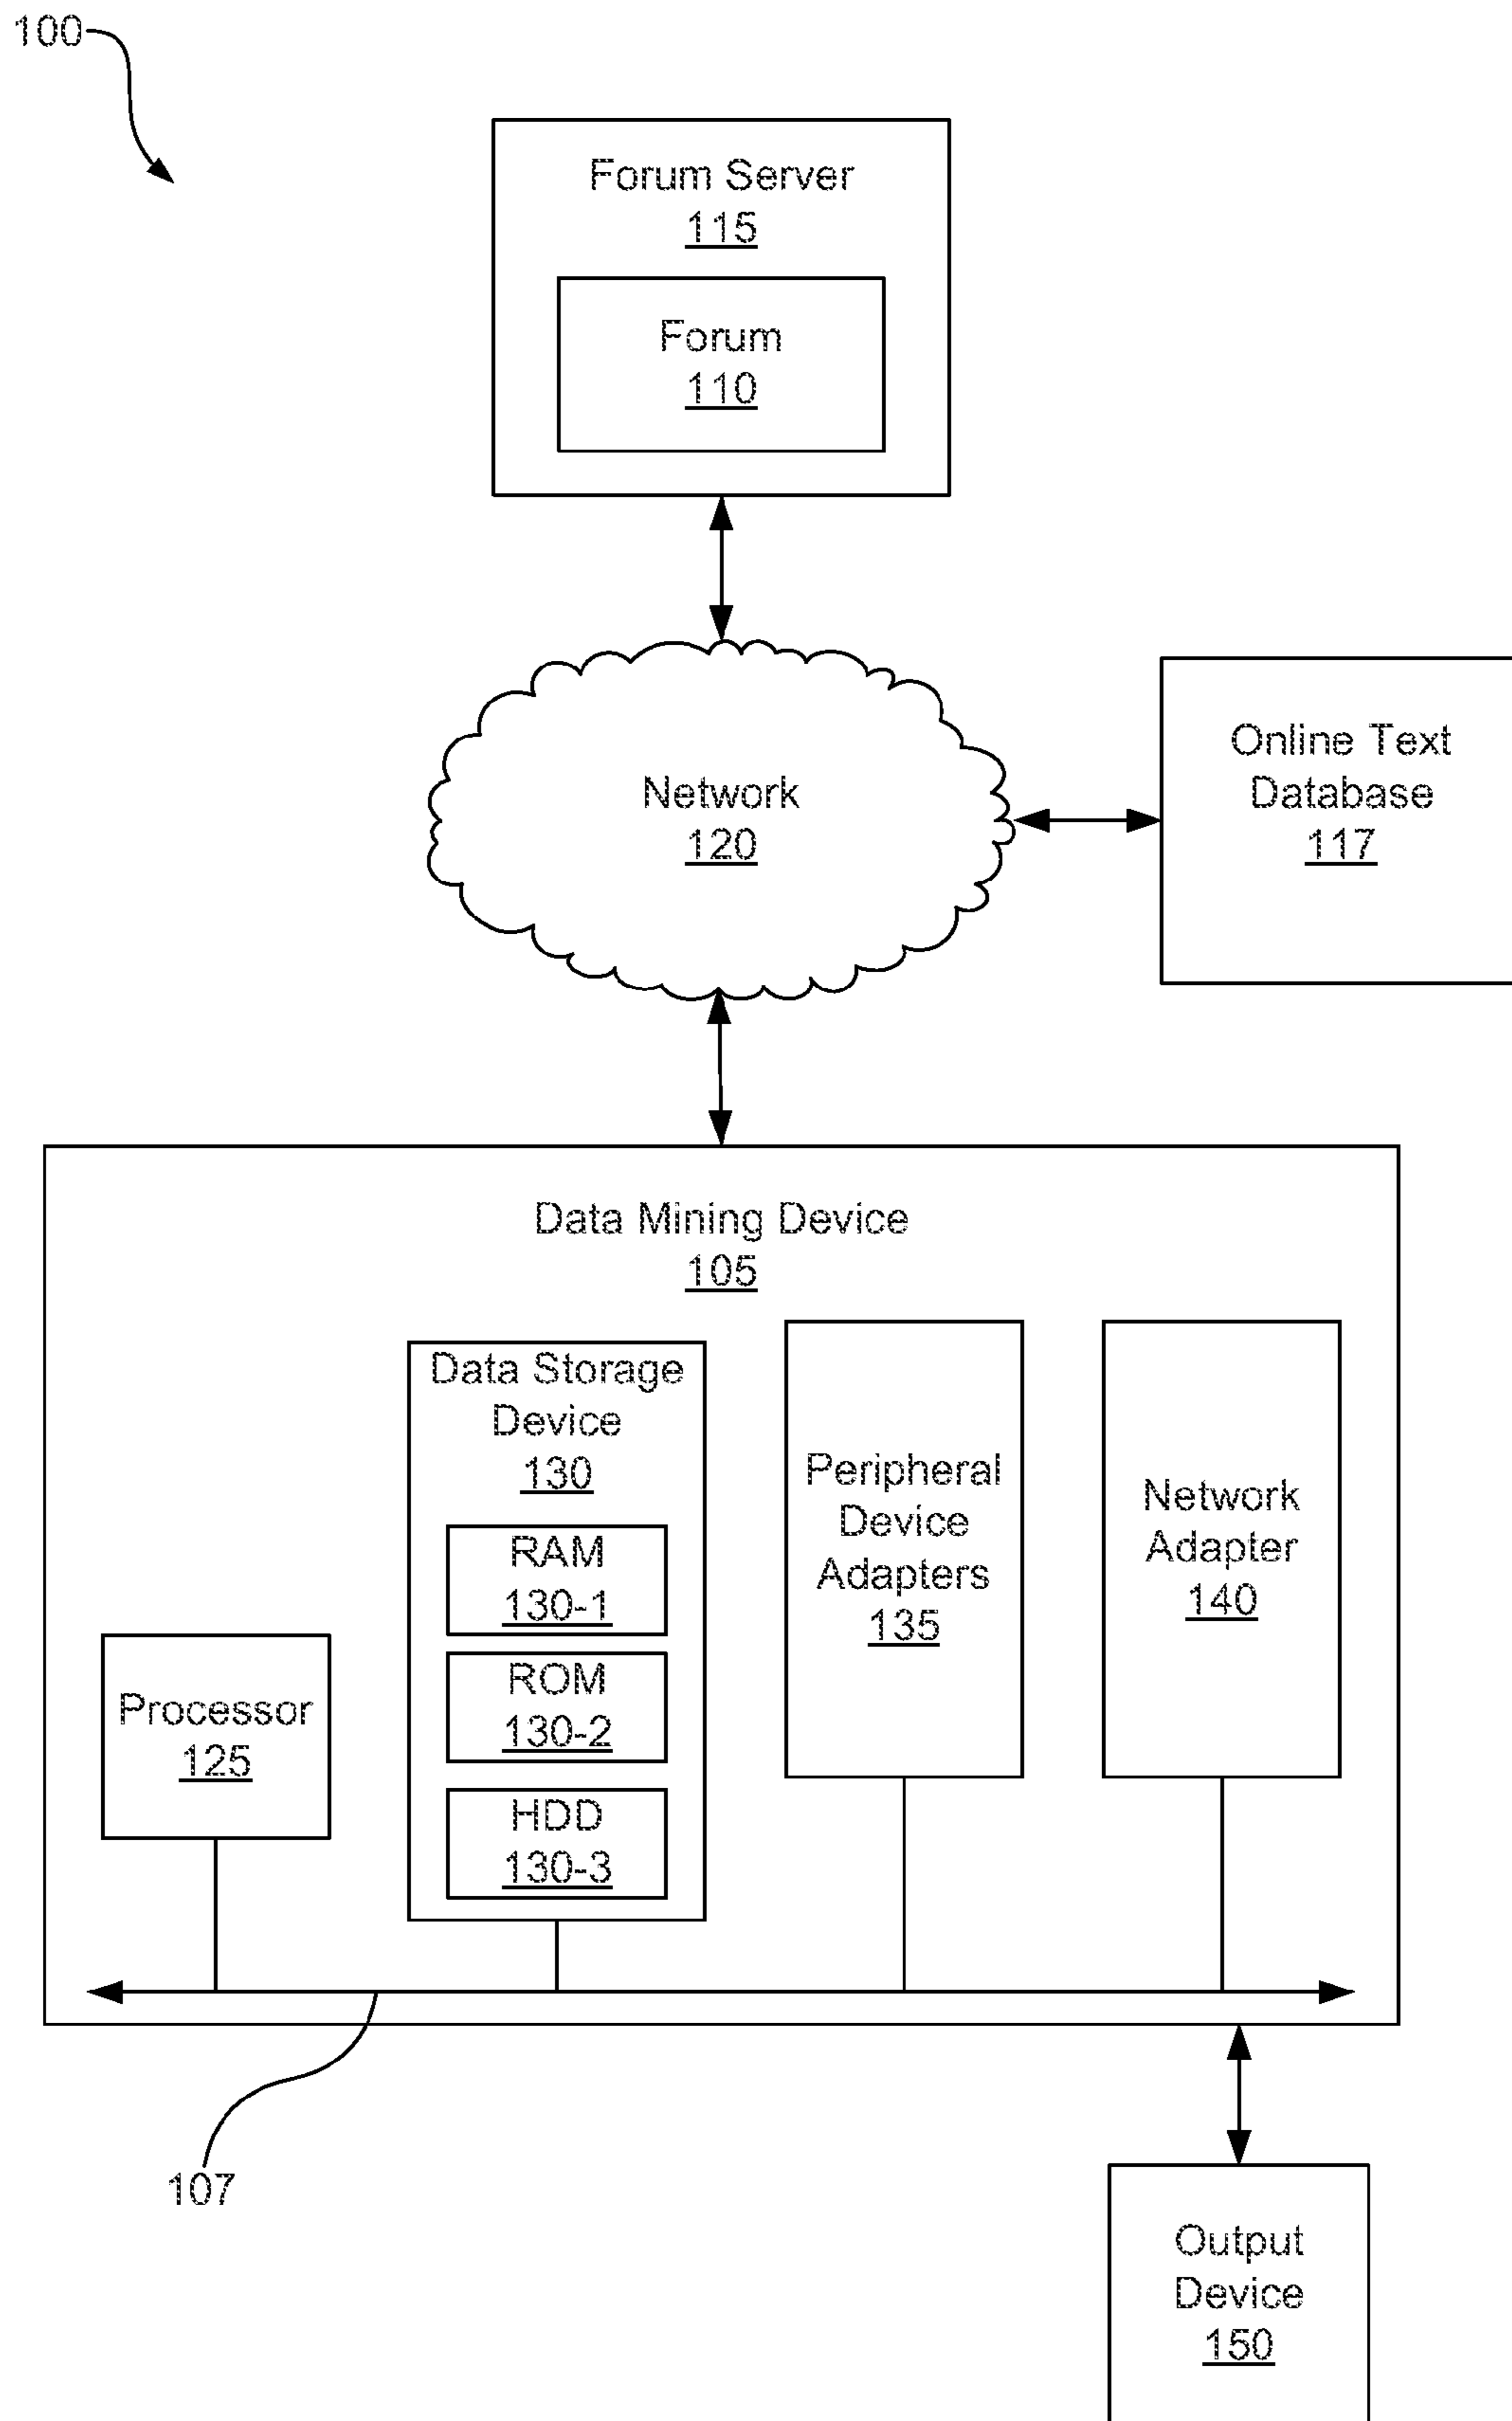 100
Forum Server
115
Forum
110
Network
120
Online Text
Database
117
Data Mining Device
105
Data Storage
Device
130
RAM
130-1
ROM
130-2
HDD
130-3
Peripheral
Device
Adapters
135
Network
Adapter
140
Processor
125
107
Output
Device
150